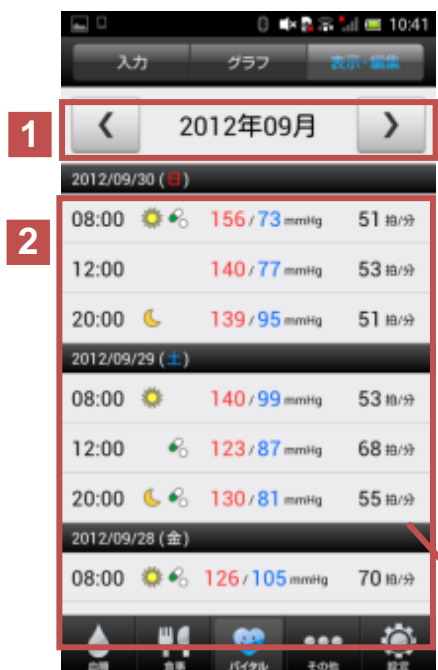 10:41
入力 グラフ 表示・編集
1
2012年09月
2012/09/30 (日)
2
08:00 156/73 mmHg 51 拍/分
12:00 140/77 mmHg 53 拍/分
20:00 139/95 mmHg 51 拍/分
2012/09/29 (土)
08:00 140/99 mmHg 53 拍/分
12:00 123/87 mmHg 68 拍/分
20:00 130/81 mmHg 55 拍/分
2012/09/28 (金)
08:00 126/105 mmHg 70 拍/分
血糖 食事 バイタル その他 設定